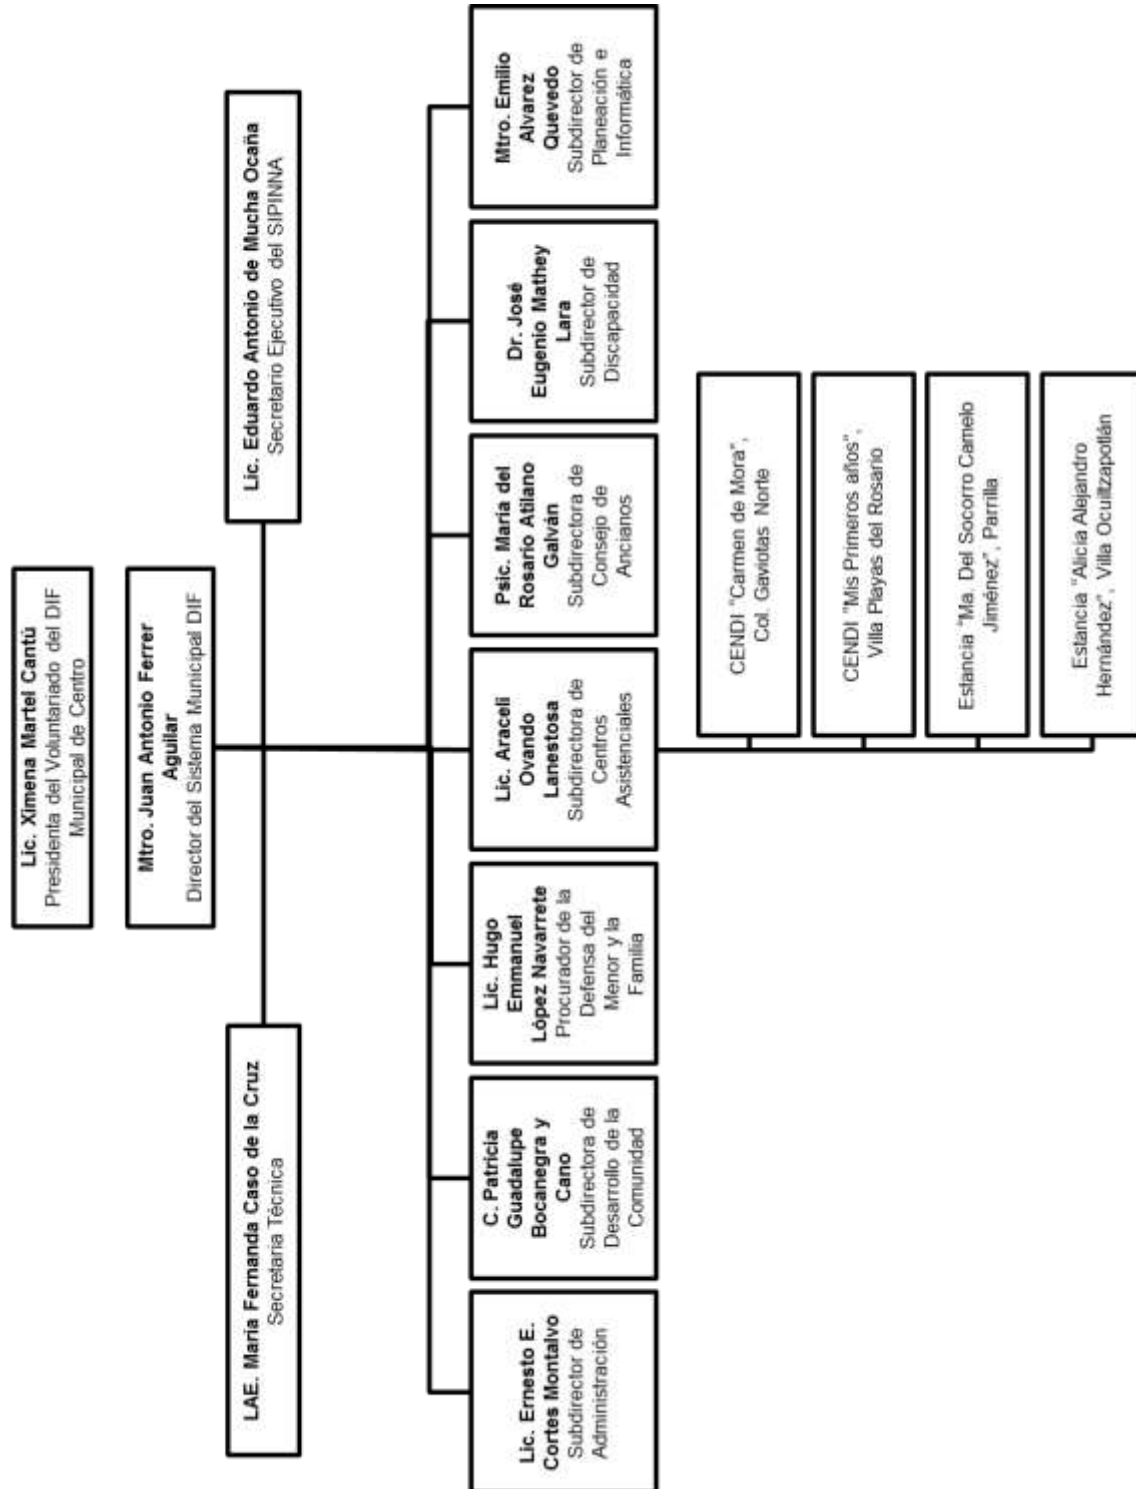 Lic. Ximena Martel Cantú
Presidenta del Voluntariado del DIF
Municipal de Centro
Mtro. Juan Antonio Ferrer
Aguilar
Director del Sistema Municipal DIF
LAE. María Fernanda Caso de la Cruz
Secretaria Técnica
Lic. Eduardo Antonio de Mucha Ocaña
Secretario Ejecutivo del SIPINNA
Lic. Ernesto E.
Cortes Montalvo
Subdirector de
Administración
C. Patricia
Guadalupe
Bocanegra y
Cano
Subdirectora de
Desarrollo de la
Comunidad
Lic. Hugo
Emmanuel
López Navarrete
Procurador de la
Defensa del
Menor y la
Familia
Lic. Araceli
Ovando
Lanestosa
Subdirectora de
Centros
Asistenciales
Psic. María del
Rosario Atilano
Galván
Subdirectora de
Consejo de
Ancianos
Dr. José
Eugenio Mathey
Lara
Subdirector de
Discapacidad
Mtro. Emilio
Alvarez
Quevedo
Subdirector de
Planeación e
Informática
CENDI "Carmen de Mora",
Col. Gaviotas Norte
CENDI "Mis Primeros años",
Villa Playas del Rosario
Estancia "Ma. Del Socorro Camelo
Jiménez", Parrilla
Estancia "Alicia Alejandro
Hernández", Villa Ocuiltzapotlán